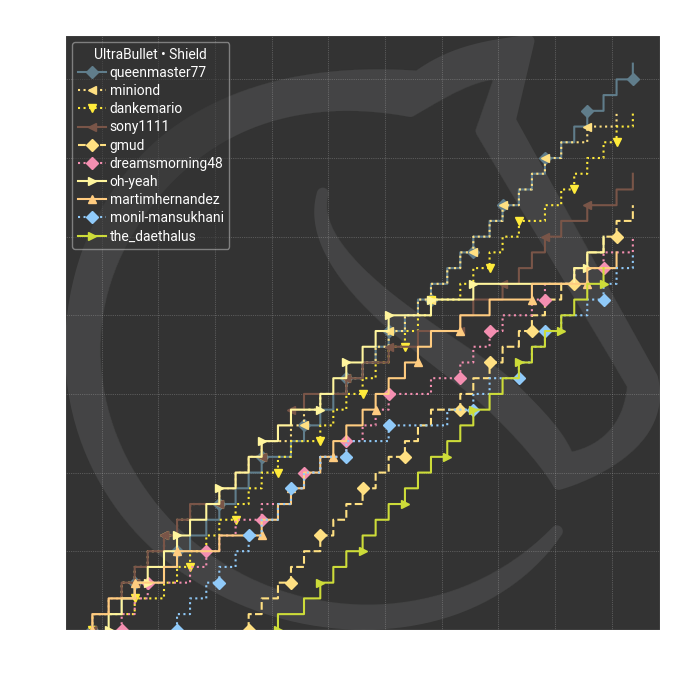 UltraBullet • Shield
queenmaster77
miniond
dankemario
sony1111
gmud
dreamsmorning48
oh-yeah
martimhernandez
monil-mansukhani
the_daethalus